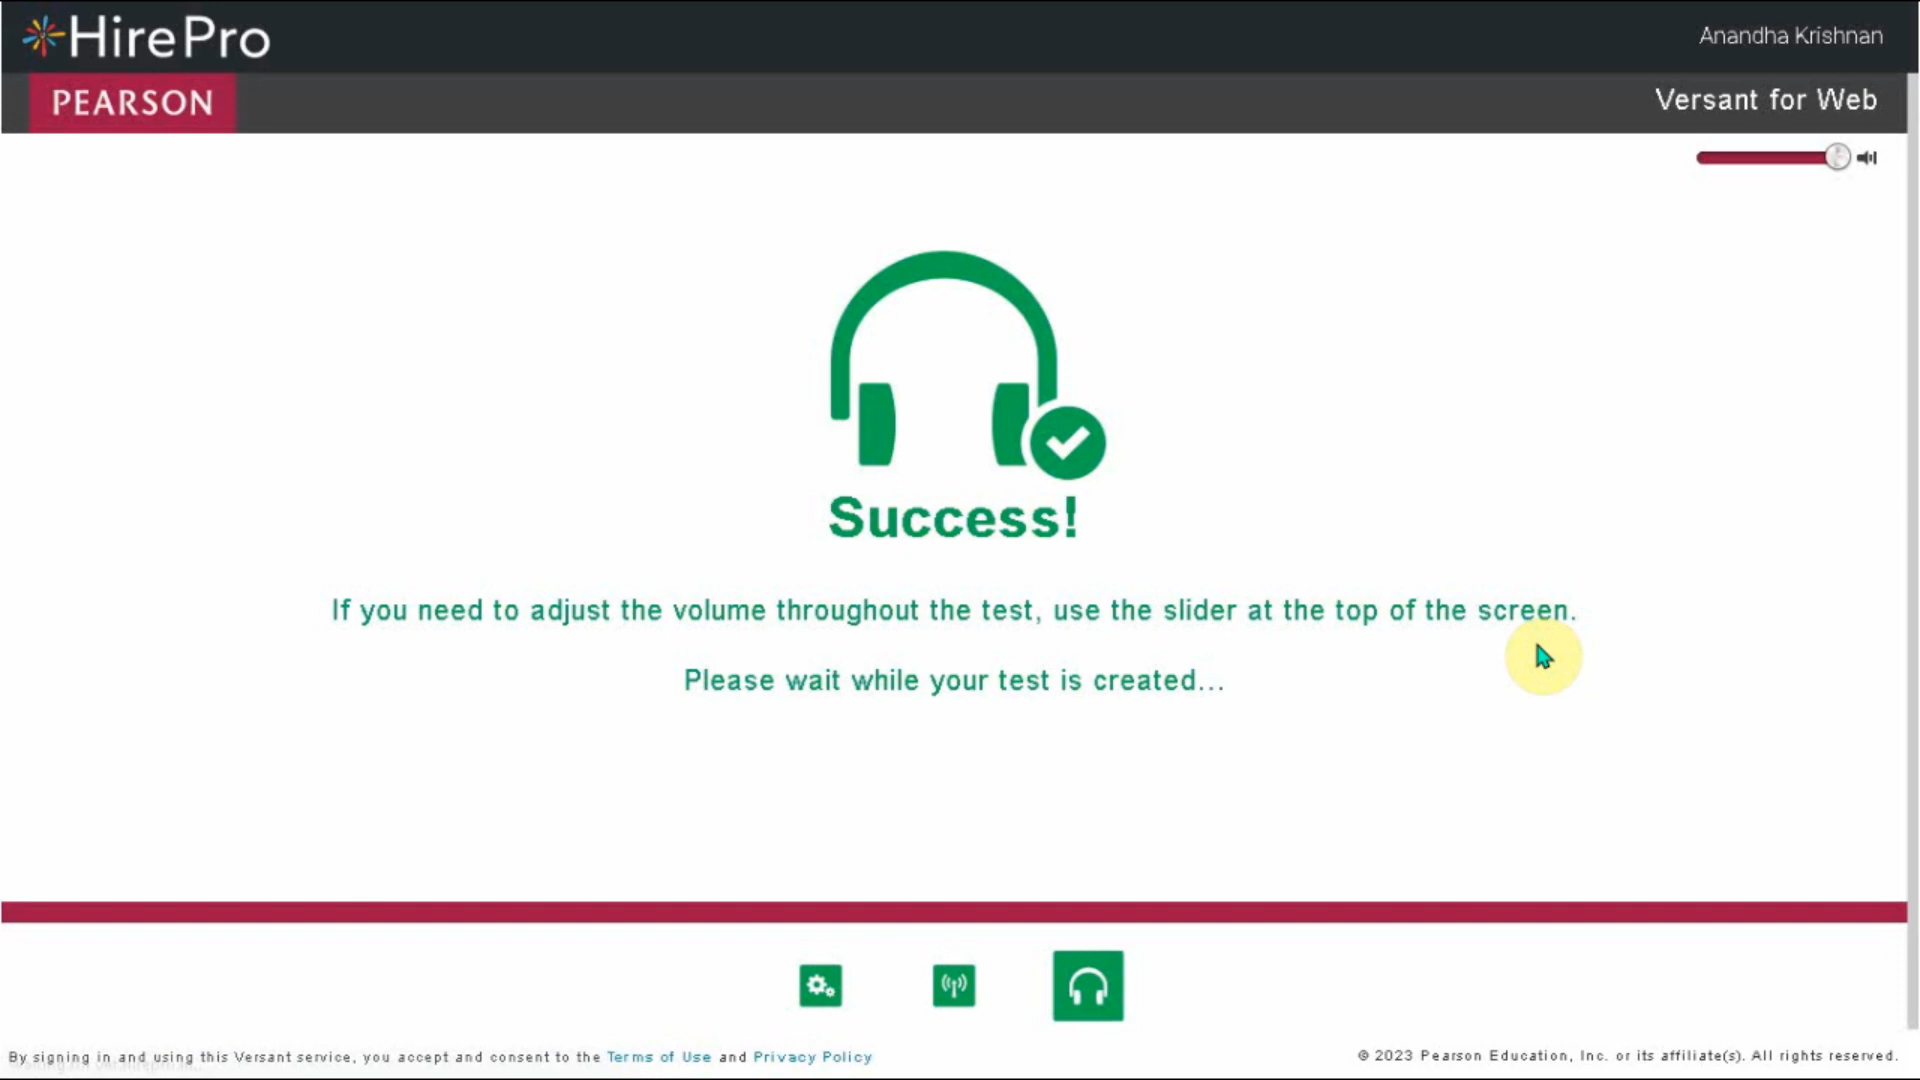 HirePro
Anandha Krishnan
PEARSON
Versant for Web
Success!
If you need to adjust the volume throughout the test, use the slider at the top of the screen.
Please wait while your test is created...
By signing in and using this Versant service, you accept and consent to the Terms of Use and Privacy Policy
© 2023 Pearson Education, Inc. or its affiliate(s). All rights reserved.